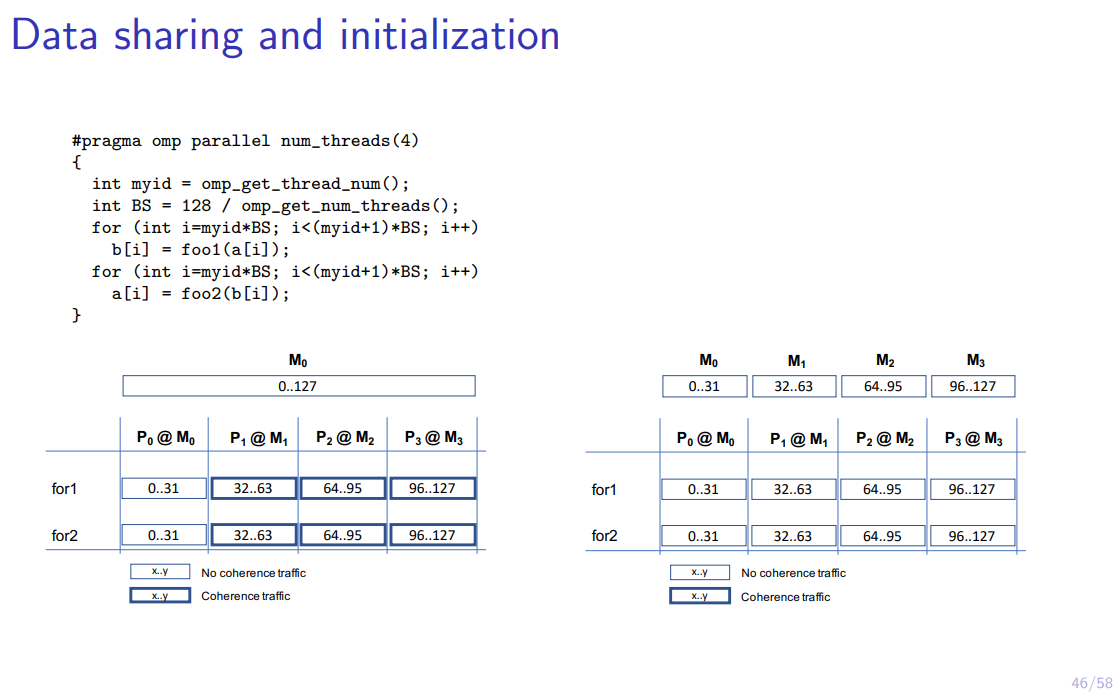 Data sharing and initialization
#pragma omp parallel num_threads(4)
{
int myid = omp_get_thread_num();
int BS = 128 / omp_get_num_threads();
for (int i=myid*BS; i<(myid+1)*BS; i++)
b[i] = foo1(a[i]);
for (int i=myid*BS; i<(myid+1)*BS; i++)
a[i] = foo2(b[i]);
}
M₀
0..127
P₀ @ M₀ P₁ @ M₁ P₂ @ M₂ P₃ @ M₃
for1 0..31 32..63 64..95 96..127
for2 0..31 32..63 64..95 96..127
x..y No coherence traffic
x..y Coherence traffic
M₀ M₁ M₂ M₃
0..31 32..63 64..95 96..127
P₀ @ M₀ P₁ @ M₁ P₂ @ M₂ P₃ @ M₃
for1 0..31 32..63 64..95 96..127
for2 0..31 32..63 64..95 96..127
x..y No coherence traffic
x..y Coherence traffic
46/58